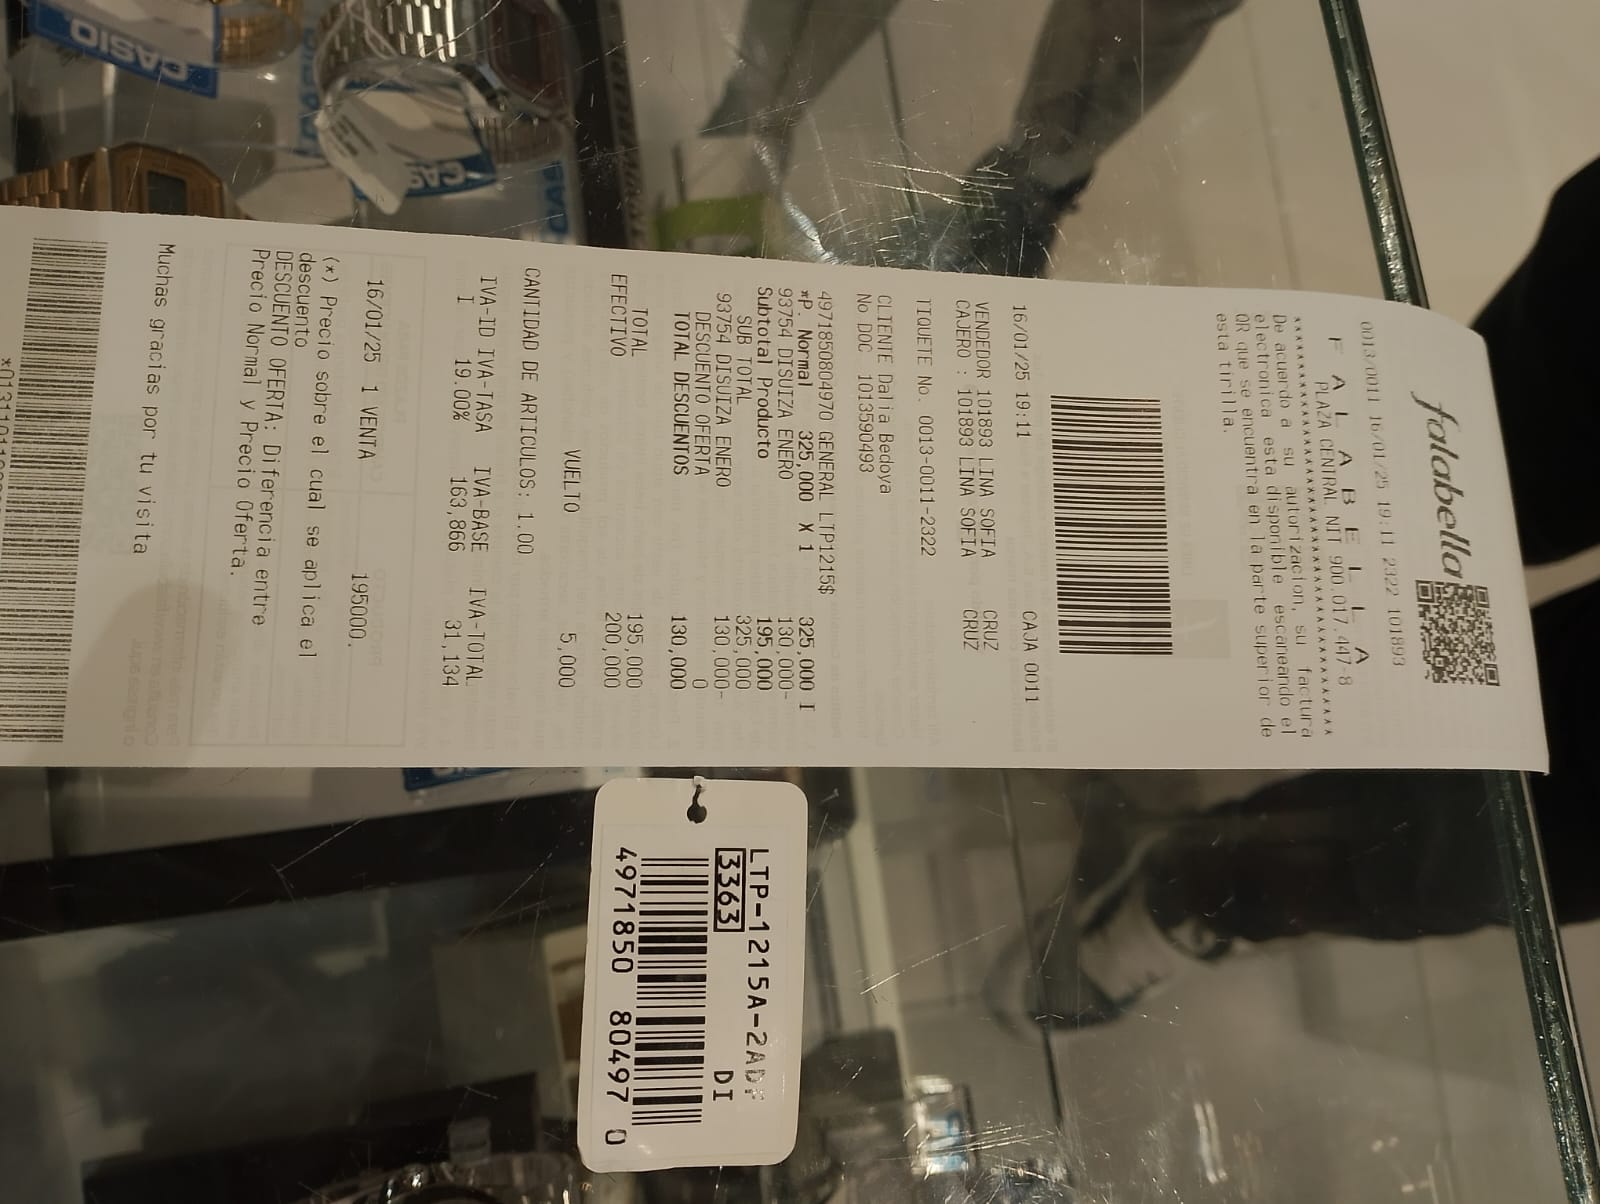 falabella
0013/0011 16/01/25 19:11 2322 101893
F A L A B E L L A
PLAZA CENTRAL NIT 900.017.447-8
De acuerdo a su autorizacion, su factura
electronica esta disponible escaneando el
QR que se encuentra en la parte superior de
esta tirilla.
16/01/25 19:11 CAJA 0011
VENDEDOR 101893 LINA SOFIA CRUZ
CAJERO : 101893 LINA SOFIA CRUZ
TIQUETE No. 0013-0011-2322
CLIENTE Dalia Bedoya
No DOC 1013590493
4971850804970 GENERAL LTP1215$
*P. Normal 325,000 X 1 325,000 I
93754 DISUIZA ENERO 130,000-
Subtotal Producto 195,000
SUB TOTAL 325,000
93754 DISUIZA ENERO 130,000-
DESCUENTO OFERTA 0
TOTAL DESCUENTOS 130,000
TOTAL 195,000
EFECTIVO 200,000
VUELTO 5,000
CANTIDAD DE ARTICULOS: 1.00
IVA-ID IVA-TASA IVA-BASE IVA-TOTAL
I 19.00% 163,866 31,134
16/01/25 1 VENTA 195000.
(*) Precio sobre el cual se aplica el
descuento
DESCUENTO OFERTA: Diferencia entre
Precio Normal y Precio Oferta.
Muchas gracias por tu visita
LTP-1215A-2AD
3363 DI
4971850 80497 0
CASIO